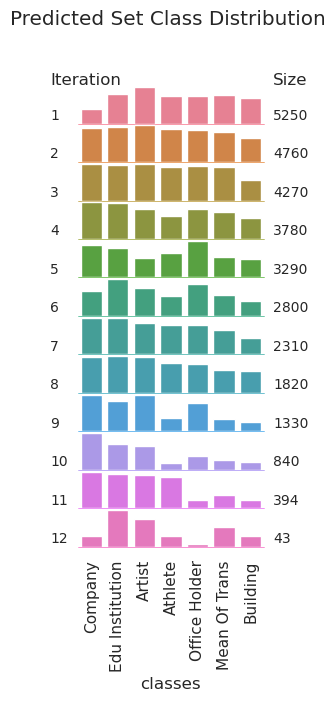 Predicted Set Class Distribution
Iteration Size
1 5250
2 4760
3 4270
4 3780
5 3290
6 2800
7 2310
8 1820
9 1330
10 840
11 394
12 43
Company
Edu Institution
Artist
Athlete
Office Holder
Mean Of Trans
Building
classes